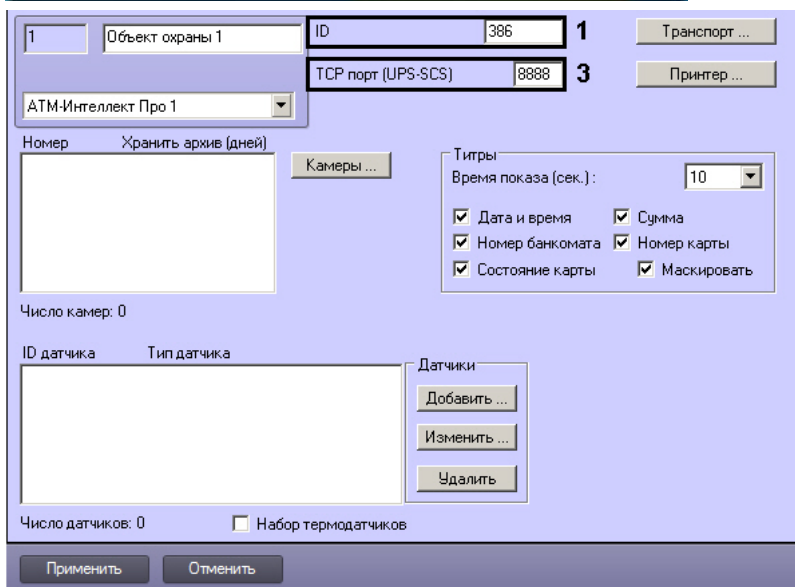 1 Объект охраны 1 ID 386 1 Транспорт ...
TCP порт (UPS-SCS) 8888 3 Принтер ...
АТМ-Интеллект Про 1
Номер Хранить архив (дней)
Камеры ...
Титры
Время показа (сек.) : 10
Дата и время Сумма
Номер банкомата Номер карты
Состояние карты Маскировать
Число камер: 0
ID датчика Тип датчика
Датчики
Добавить ...
Изменить ...
Удалить
Число датчиков: 0 Набор термодатчиков
Применить Отменить